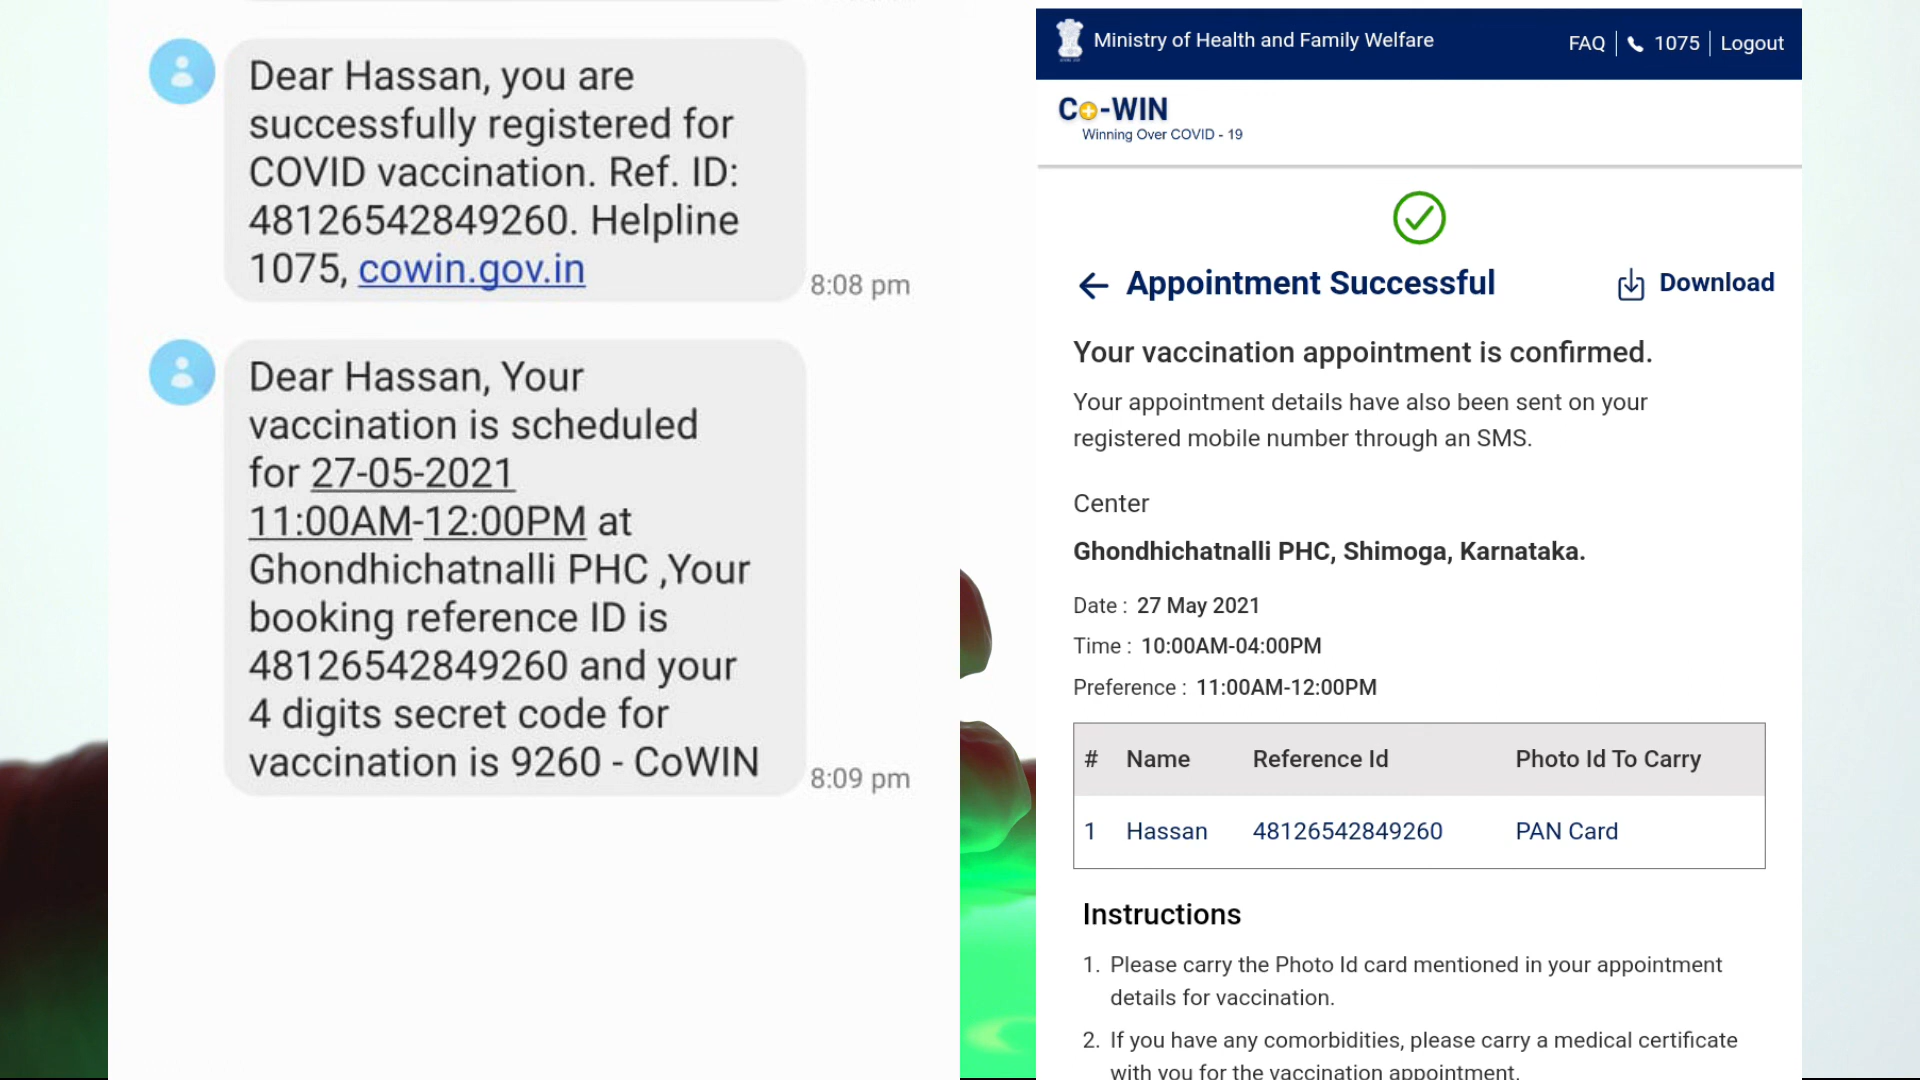 Dear Hassan, you are
successfully registered for
COVID vaccination. Ref. ID:
48126542849260. Helpline
1075, cowin.gov.in
8:08 pm
Dear Hassan, Your
vaccination is scheduled
for 27-05-2021
11:00AM-12:00PM at
Ghondhichatnalli PHC ,Your
booking reference ID is
48126542849260 and your
4 digits secret code for
vaccination is 9260 - CoWIN
8:09 pm
Ministry of Health and Family Welfare
FAQ | 1075 | Logout
Co-WIN
Winning Over COVID - 19
Appointment Successful
Download
Your vaccination appointment is confirmed.
Your appointment details have also been sent on your
registered mobile number through an SMS.
Center
Ghondhichatnalli PHC, Shimoga, Karnataka.
Date : 27 May 2021
Time : 10:00AM-04:00PM
Preference : 11:00AM-12:00PM
# Name Reference Id Photo Id To Carry
1 Hassan 48126542849260 PAN Card
Instructions
1. Please carry the Photo Id card mentioned in your appointment
details for vaccination.
2. If you have any comorbidities, please carry a medical certificate
with you for the vaccination appointment.